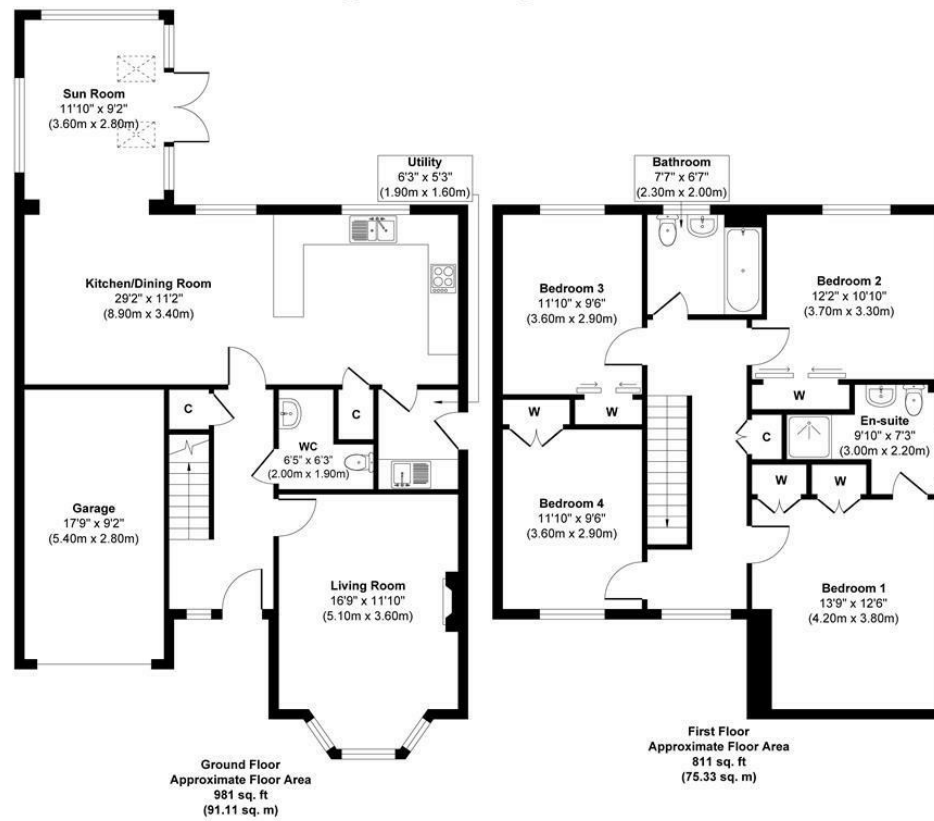 Sun Room
11'10" x 9'2"
(3.60m x 2.80m)
Utility
6'3" x 5'3"
(1.90m x 1.60m)
Kitchen/Dining Room
29'2" x 11'2"
(8.90m x 3.40m)
C
WC
6'5" x 6'3"
(2.00m x 1.90m)
C
Garage
17'9" x 9'2"
(5.40m x 2.80m)
Living Room
16'9" x 11'10"
(5.10m x 3.60m)
Ground Floor
Approximate Floor Area
981 sq. ft
(91.11 sq. m)
Bathroom
7'7" x 6'7"
(2.30m x 2.00m)
Bedroom 3
11'10" x 9'6"
(3.60m x 2.90m)
Bedroom 2
12'2" x 10'10"
(3.70m x 3.30m)
W
W
W
C
En-suite
9'10" x 7'3"
(3.00m x 2.20m)
W
W
Bedroom 4
11'10" x 9'6"
(3.60m x 2.90m)
Bedroom 1
13'9" x 12'6"
(4.20m x 3.80m)
First Floor
Approximate Floor Area
811 sq. ft
(75.33 sq. m)